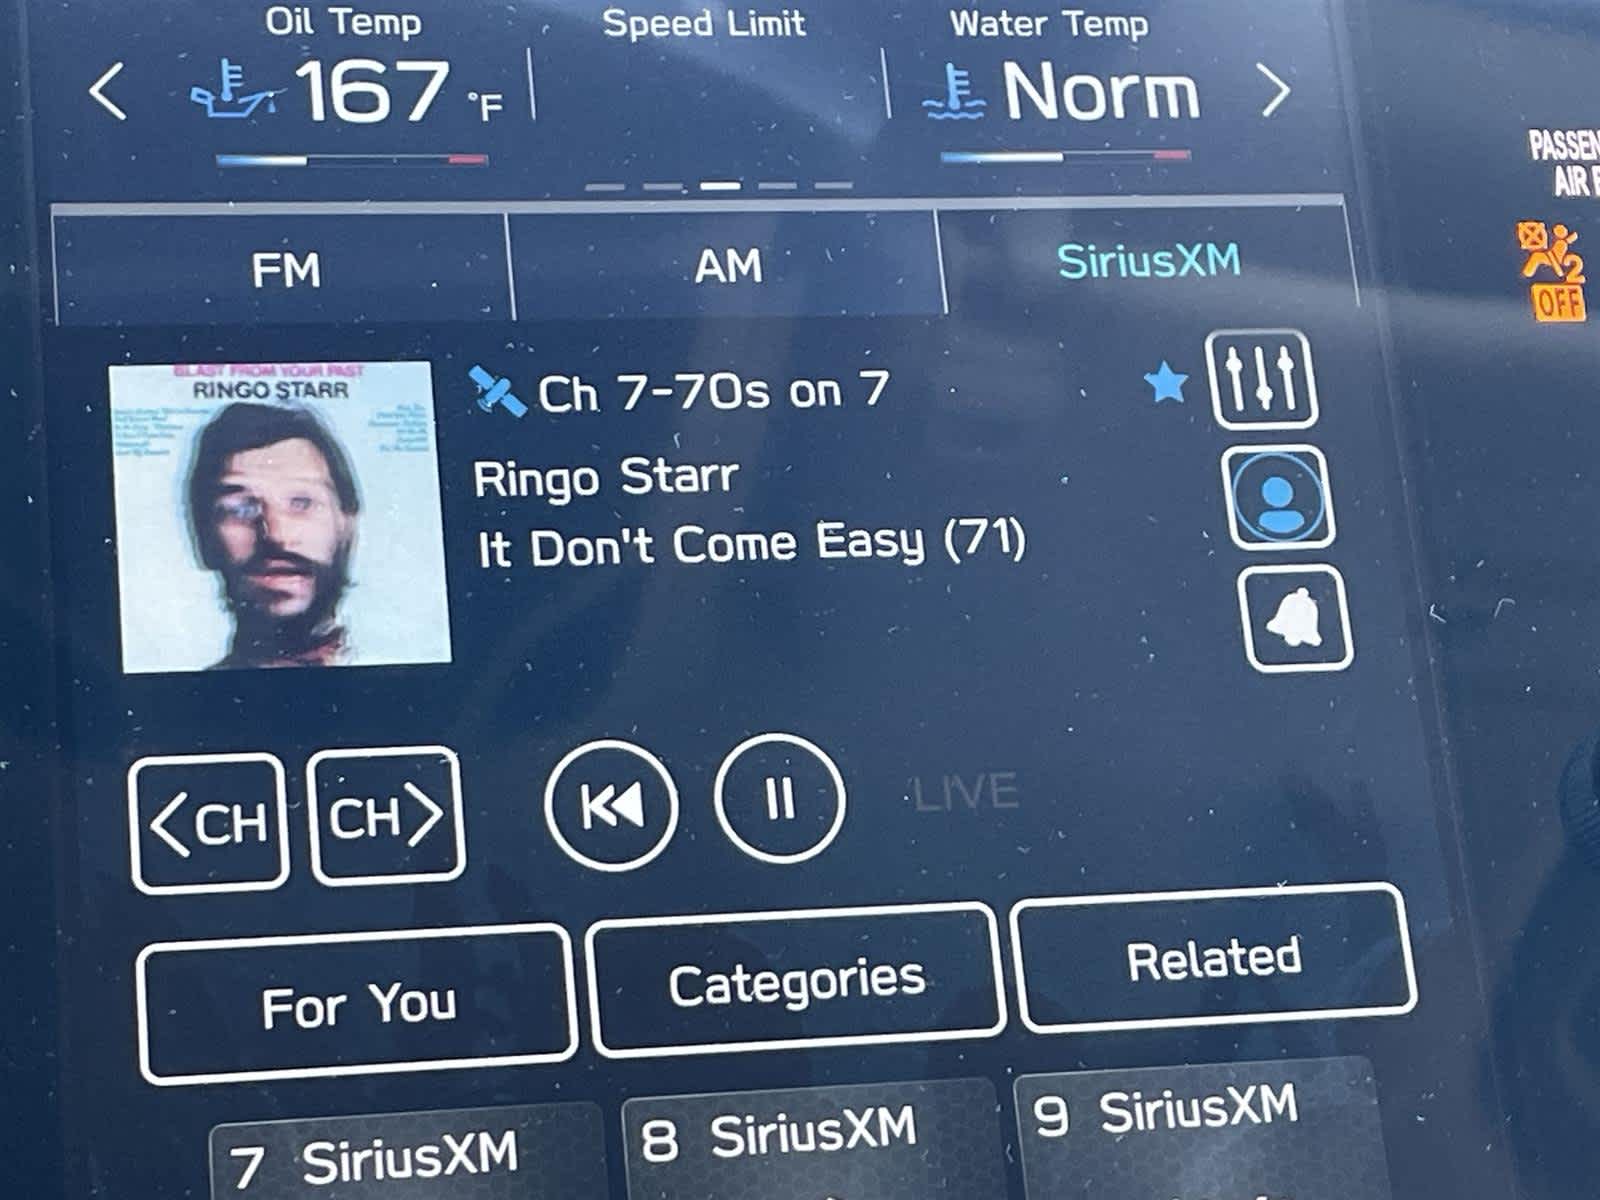 Oil Temp
Speed Limit
Water Temp
167 °F
Norm
FM
AM
SiriusXM
OFF
2
BLAST FROM YOUR PAST
RINGO STARR
Ch 7-70s on 7
Ringo Starr
It Don't Come Easy (71)
CH
CH
LIVE
For You
Categories
Related
7 SiriusXM
8 SiriusXM
9 SiriusXM